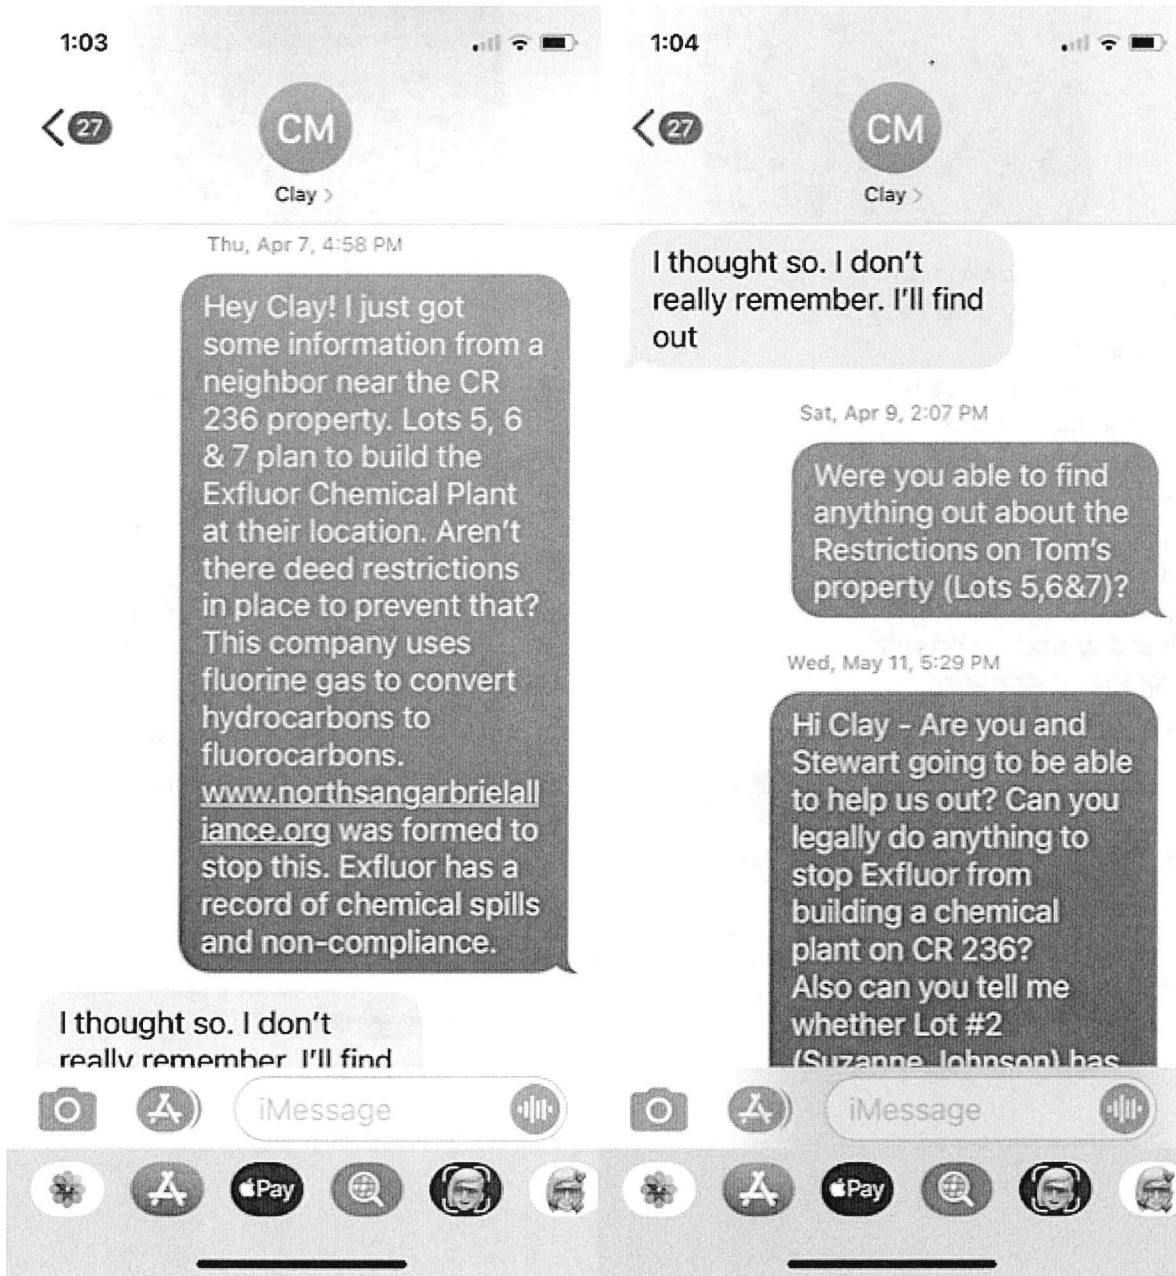 1:03
27
CM
Clay >
Thu, Apr 7, 4:58 PM
Hey Clay! I just got
some information from a
neighbor near the CR
236 property. Lots 5, 6
& 7 plan to build the
Exfluor Chemical Plant
at their location. Aren't
there deed restrictions
in place to prevent that?
This company uses
fluorine gas to convert
hydrocarbons to
fluorocarbons.
www.northsangarbrielall
iance.org was formed to
stop this. Exfluor has a
record of chemical spills
and non-compliance.
I thought so. I don't
really remember. I'll find
iMessage
Pay
1:04
27
CM
Clay >
I thought so. I don't
really remember. I'll find
out
Sat, Apr 9, 2:07 PM
Were you able to find
anything out about the
Restrictions on Tom's
property (Lots 5,6&7)?
Wed, May 11, 5:29 PM
Hi Clay – Are you and
Stewart going to be able
to help us out? Can you
legally do anything to
stop Exfluor from
building a chemical
plant on CR 236?
Also can you tell me
whether Lot #2
(Suzanne Johnson) has
iMessage
Pay